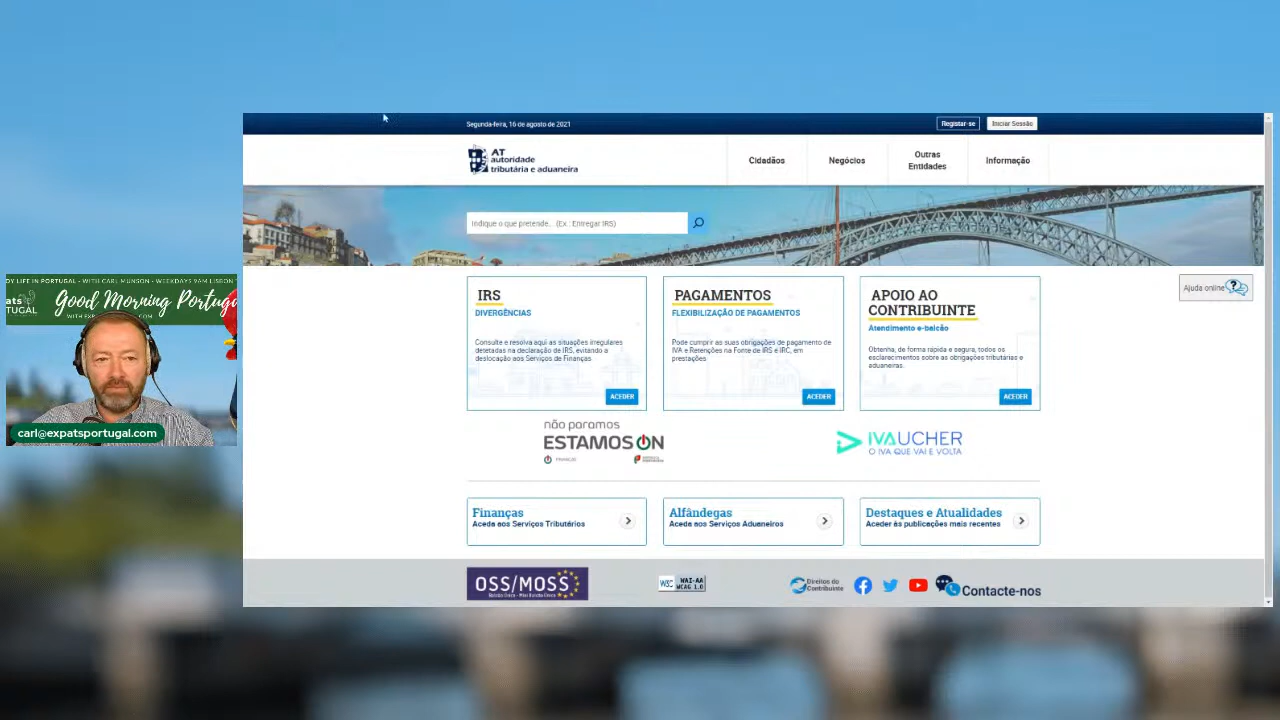 Segunda-feira, 16 de agosto de 2021
Registar-se
Iniciar Sessão
AT
autoridade
tributária e aduaneira
Cidadãos
Negócios
Outras
Entidades
Informação
Indique o que pretende... (Ex.: Entregar IRS)
Ajuda online
IRS
DIVERGÊNCIAS
Consulte e resolva aqui as situações irregulares
detetadas na declaração de IRS, evitando a
deslocação aos Serviços de Finanças
ACEDER
PAGAMENTOS
FLEXIBILIZAÇÃO DE PAGAMENTOS
Pode cumprir as suas obrigações de pagamento de
IVA e Retenções na Fonte de IRS e IRC, em
prestações
ACEDER
APOIO AO
CONTRIBUINTE
Atendimento e-balcão
Obtenha, de forma rápida e segura, todos os
esclarecimentos sobre as obrigações tributárias e
aduaneiras.
ACEDER
não paramos
ESTAMOS ON
IVAUCHER
O IVA QUE VAI E VOLTA
Finanças
Aceda aos Serviços Tributários
Alfândegas
Aceda aos Serviços Aduaneiros
Destaques e Atualidades
Aceder às publicações mais recentes
OSS/MOSS
W3C WAI-AA
WCAG 1.0
Direitos do
Contribuinte
Contacte-nos
DY LIFE IN PORTUGAL - WITH CARL MUNSON - WEEKDAYS 9AM LISBON
ats
TUGAL
Good Morning Portuga
carl@expatsportugal.com